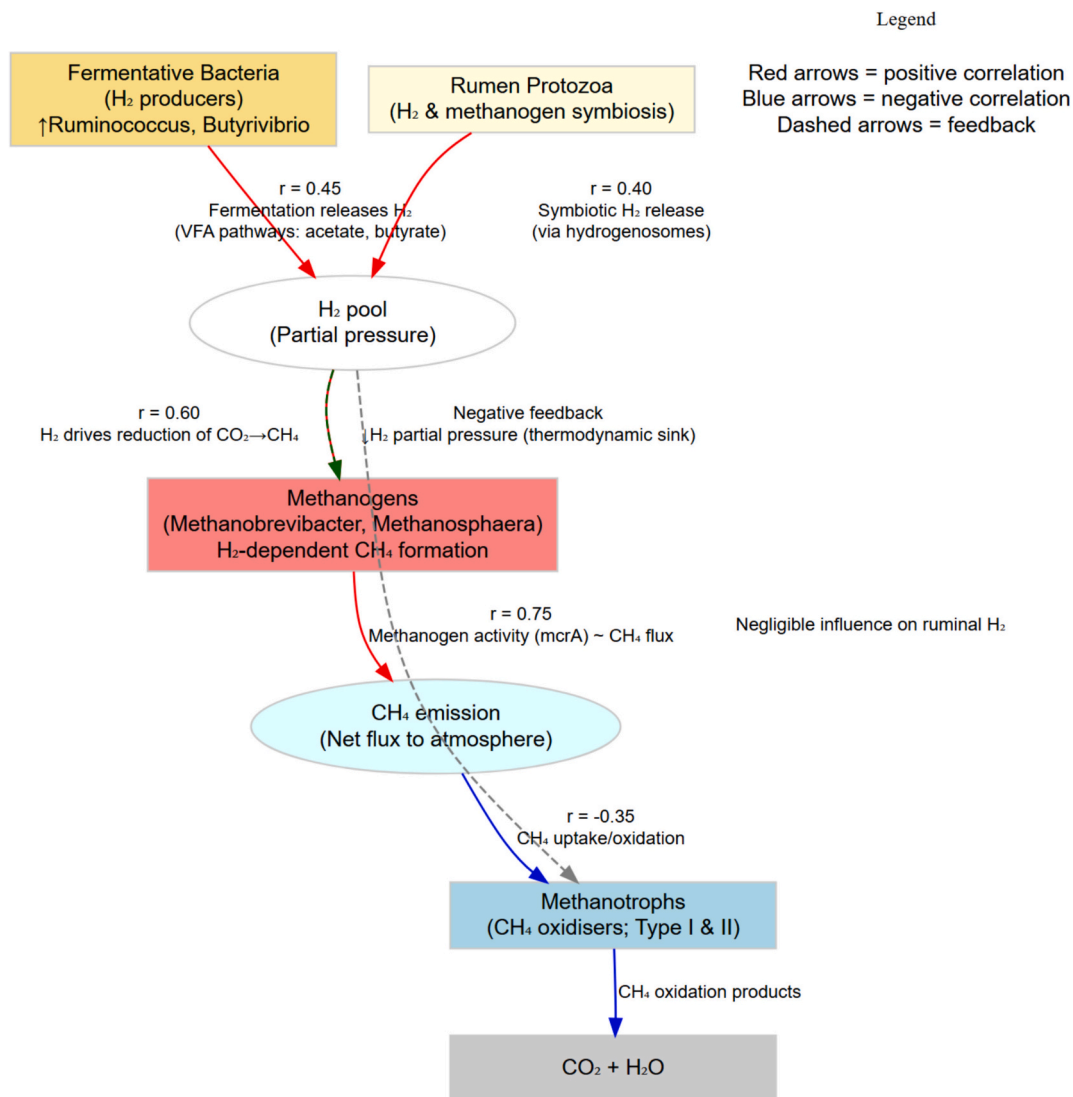 Legend
Red arrows = positive correlation
Blue arrows = negative correlation
Dashed arrows = feedback
Fermentative Bacteria
(H₂ producers)
↑Ruminococcus, Butyrivibrio
Rumen Protozoa
(H₂ & methanogen symbiosis)
r = 0.45
Fermentation releases H₂
(VFA pathways: acetate, butyrate)
r = 0.40
Symbiotic H₂ release
(via hydrogenosomes)
H₂ pool
(Partial pressure)
r = 0.60
H₂ drives reduction of CO₂→CH₄
Negative feedback
↓H₂ partial pressure (thermodynamic sink)
Methanogens
(Methanobrevibacter, Methanosphaera)
H₂-dependent CH₄ formation
r = 0.75
Methanogen activity (mcrA) ~ CH₄ flux
Negligible influence on ruminal H₂
CH₄ emission
(Net flux to atmosphere)
r = -0.35
CH₄ uptake/oxidation
Methanotrophs
(CH₄ oxidisers; Type I & II)
CH₄ oxidation products
CO₂ + H₂O